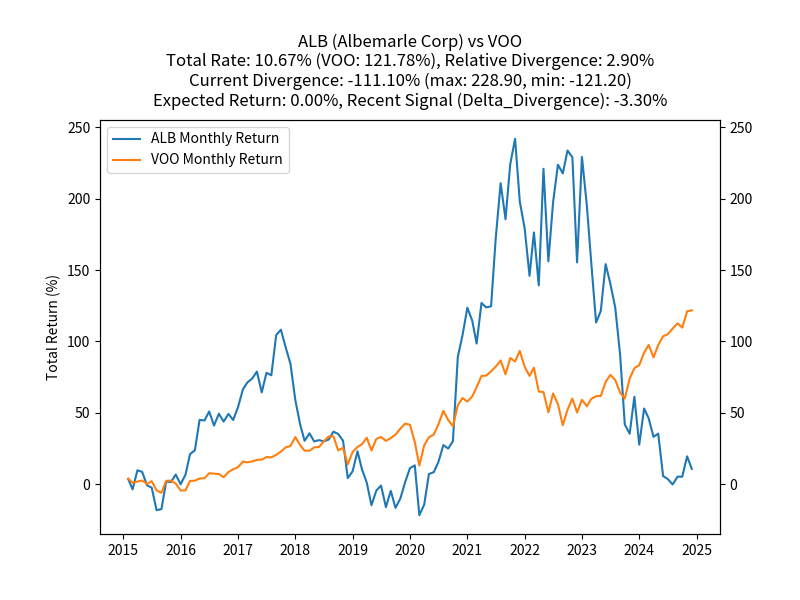 ALB (Albemarle Corp) vs VOO
Total Rate: 10.67% (VOO: 121.78%), Relative Divergence: 2.90%
Current Divergence: -111.10% (max: 228.90, min: -121.20)
Expected Return: 0.00%, Recent Signal (Delta_Divergence): -3.30%
ALB Monthly Return
VOO Monthly Return
Total Return (%)
250
200
150
100
50
0
250
200
150
100
50
0
2015 2016 2017 2018 2019 2020 2021 2022 2023 2024 2025